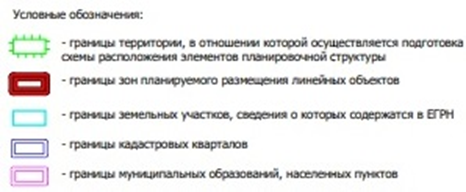 Условные обозначения:
- границы территории, в отношении которой осуществляется подготовка
схемы расположения элементов планировочной структуры
- границы зон планируемого размещения линейных объектов
- границы земельных участков, сведения о которых содержатся в ЕГРН
- границы кадастровых кварталов
- границы муниципальных образований, населенных пунктов